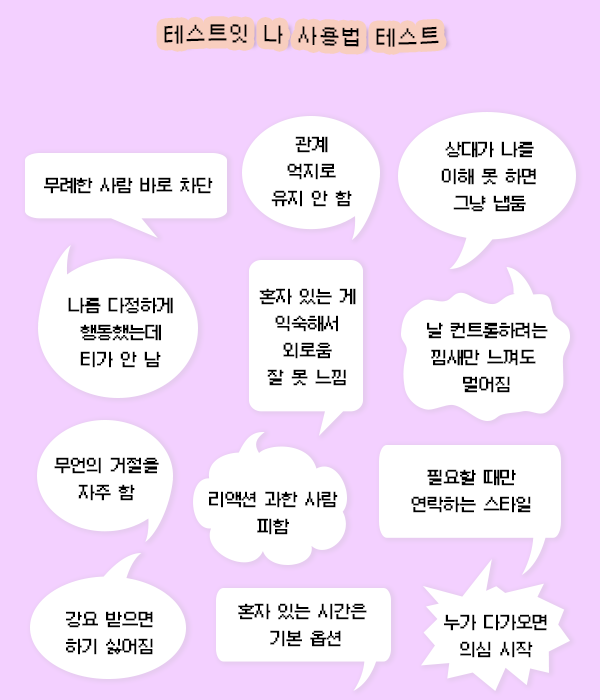 테스트잇 나 사용법 테스트
무례한 사람 바로 차단
관계
억지로
유지 안 함
상대가 나를
이해 못 하면
그냥 냅둠
나름 다정하게
행동했는데
티가 안 남
혼자 있는 게
익숙해서
외로움
잘 못 느낌
날 컨트롤하려는
낌새만 느껴도
멀어짐
무언의 거절을
자주 함
리액션 과한 사람
피함
필요할 때만
연락하는 스타일
강요 받으면
하기 싫어짐
혼자 있는 시간은
기본 옵션
누가 다가오면
의심 시작